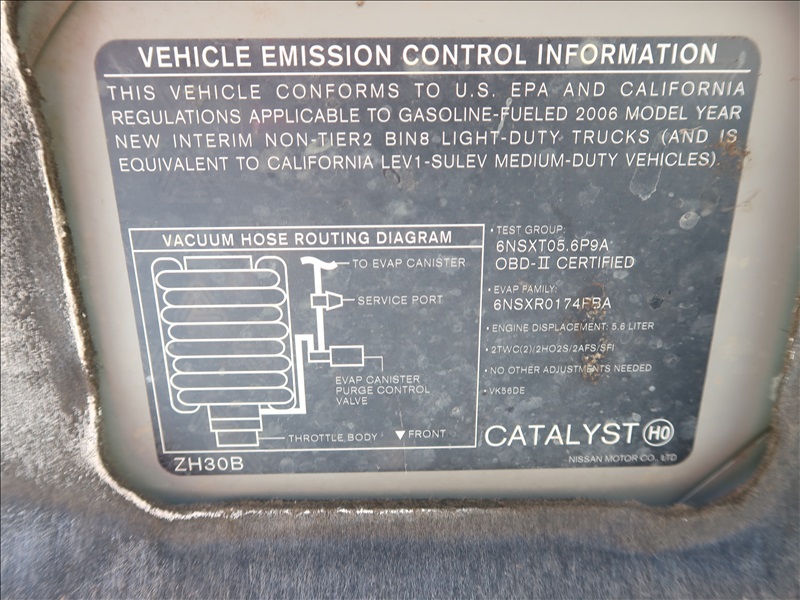 VEHICLE EMISSION CONTROL INFORMATION
THIS VEHICLE CONFORMS TO U.S. EPA AND CALIFORNIA
REGULATIONS APPLICABLE TO GASOLINE-FUELED 2006 MODEL YEAR
NEW INTERIM NON-TIER2 BIN8 LIGHT-DUTY TRUCKS (AND IS
EQUIVALENT TO CALIFORNIA LEV1-SULEV MEDIUM-DUTY VEHICLES).
VACUUM HOSE ROUTING DIAGRAM
TO EVAP CANISTER
SERVICE PORT
EVAP CANISTER
PURGE CONTROL
VALVE
THROTTLE BODY
▼ FRONT
ZH30B
• TEST GROUP:
6NSXT05.6P9A
OBD-II CERTIFIED
• EVAP FAMILY:
6NSXR0174PBA
• ENGINE DISPLACEMENT: 5.6 LITER
• 2TWC(2)/2HO2S/2AFS/SFI
• NO OTHER ADJUSTMENTS NEEDED
• VK56DE
CATALYST H0
NISSAN MOTOR CO., LTD